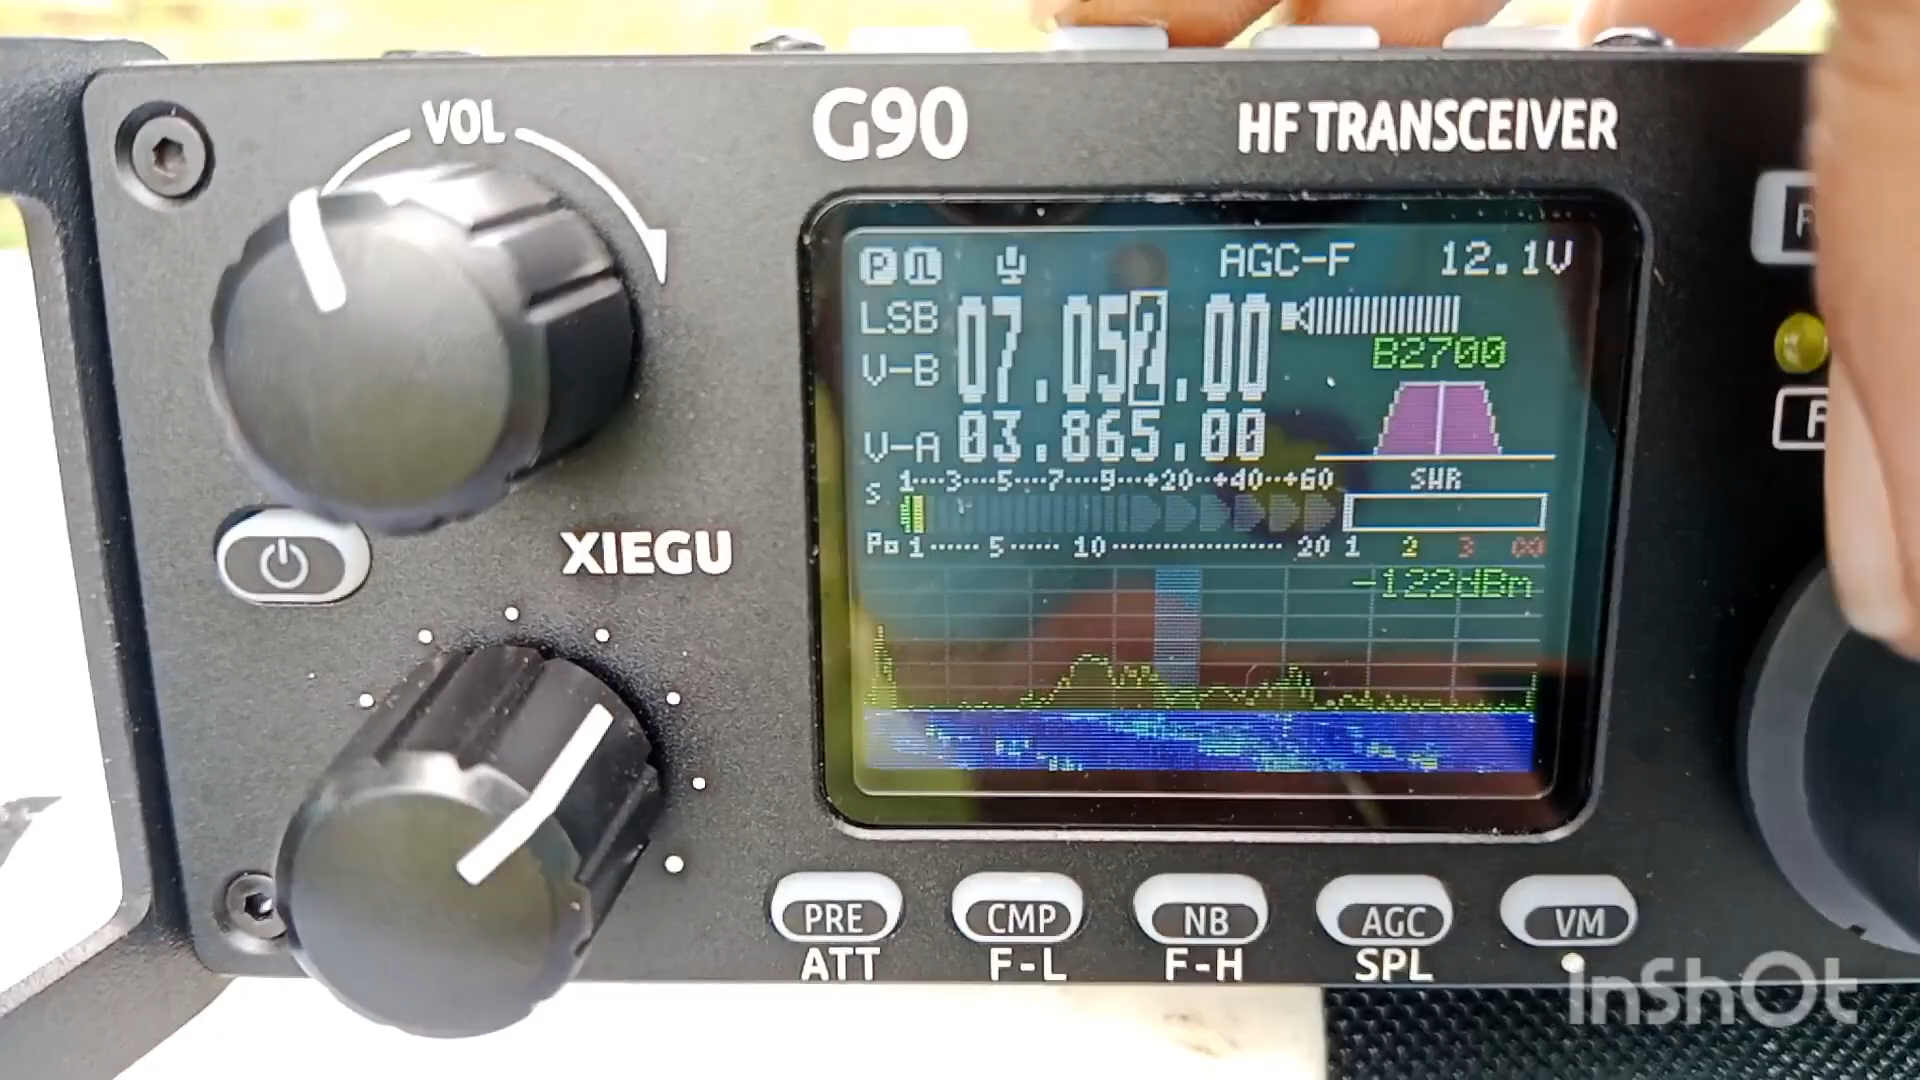 VOL
G90
HF TRANSCEIVER
P
AGC-F
12.1V
LSB
07.052.00
B2700
V-B
V-A
03.865.00
S
1····3····5····7····9···+20··+40··+60
SWR
Po
1······5······10··················20
1 2 3 ∞
-122dBm
XIEGU
PRE
CMP
NB
AGC
VM
ATT
F-L
F-H
SPL
InShOt